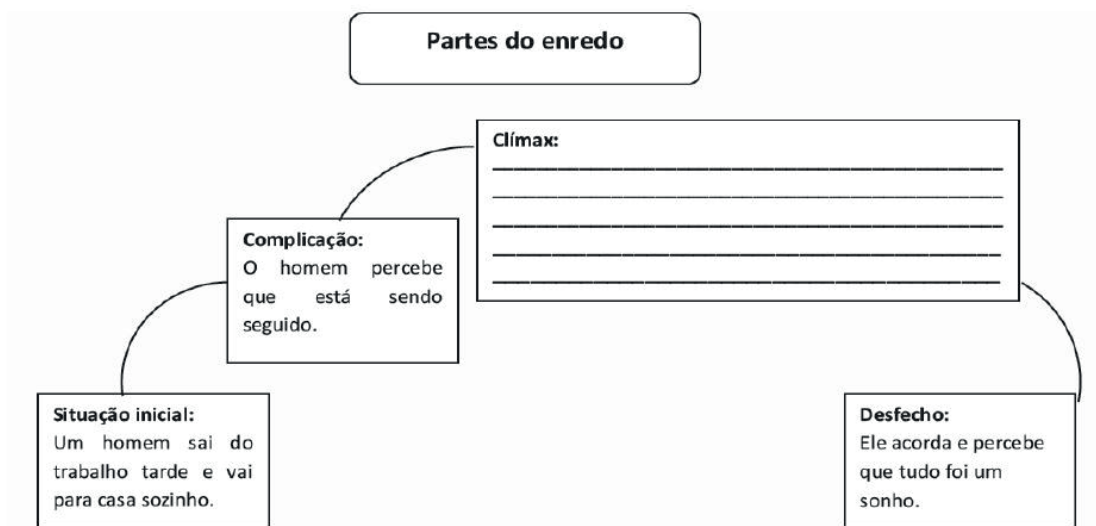 Partes do enredo
Clímax:
Complicação:
O homem percebe
que está sendo
seguido.
Situação inicial:
Um homem sai do
trabalho tarde e vai
para casa sozinho.
Desfecho:
Ele acorda e percebe
que tudo foi um
sonho.